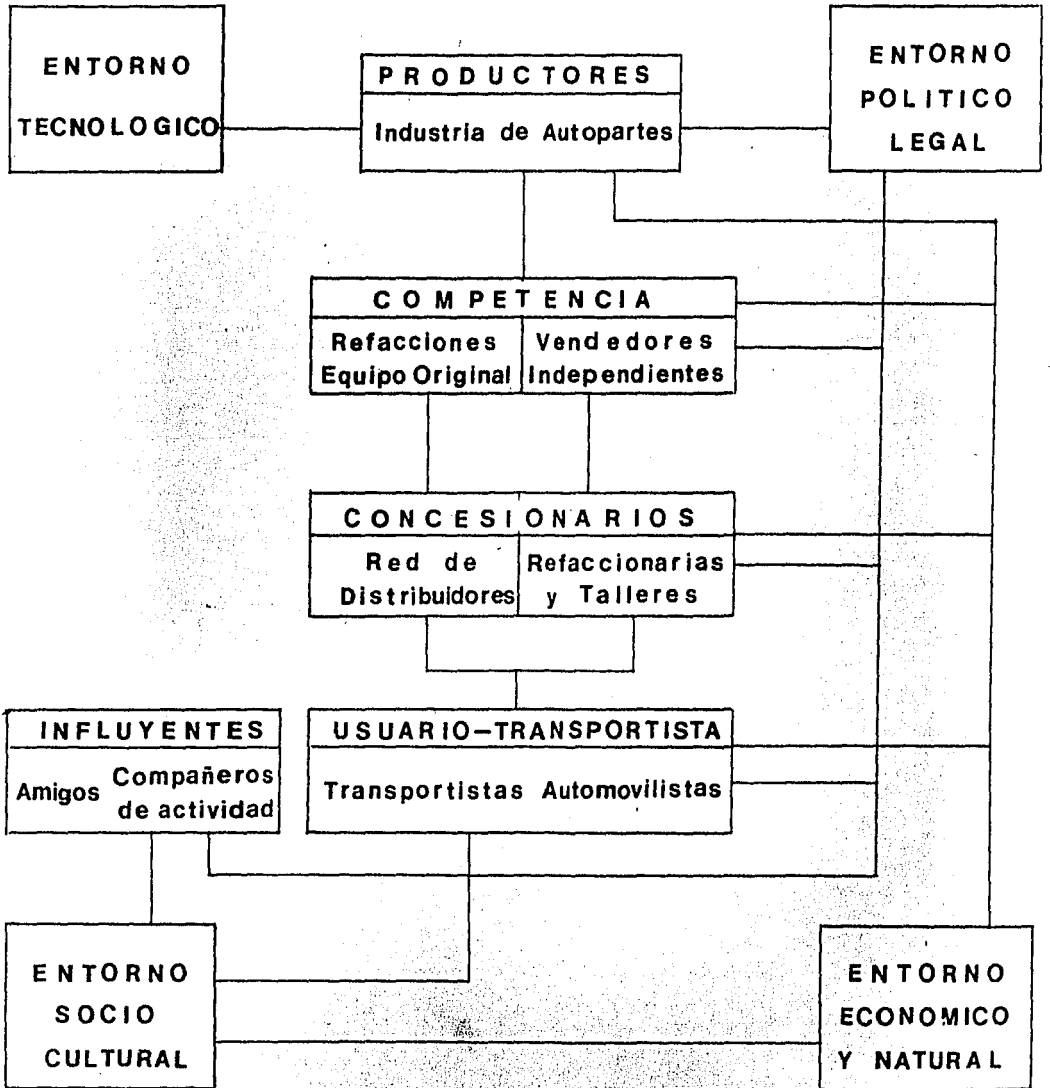 ENTORNO
TECNOLOGICO
PRODUCTORES
Industria de Autopartes
ENTORNO
POLITICO
LEGAL
COMPETENCIA
Refacciones
Equipo Original
Vendedores
Independientes
CONCESIONARIOS
Red de
Distribuidores
Refaccionarias
y Talleres
INFLUYENTES
Amigos
Compañeros
de actividad
USUARIO-TRANSPORTISTA
Transportistas Automovilistas
ENTORNO
SOCIO
CULTURAL
ENTORNO
ECONOMICO
Y NATURAL